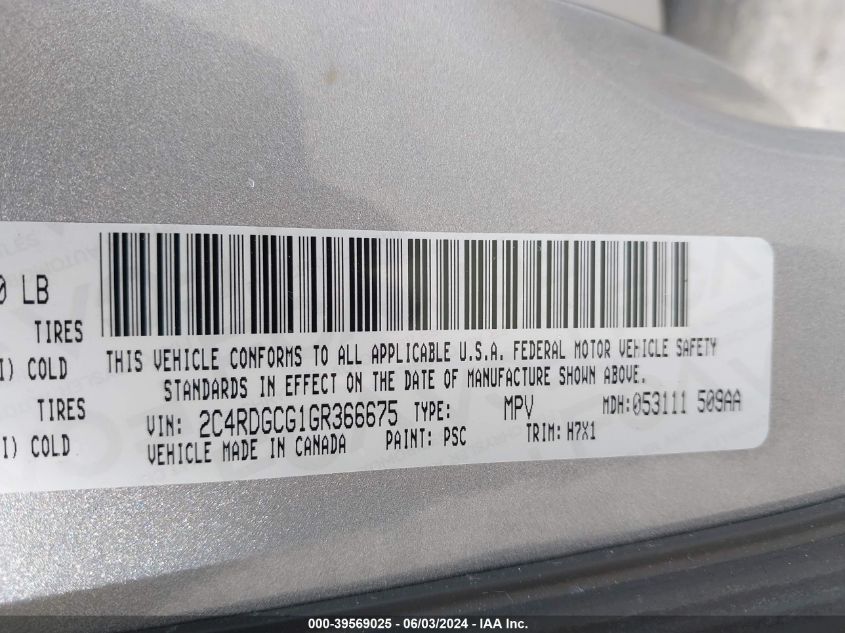 0 LB
TIRES
I) COLD
TIRES
I) COLD
THIS VEHICLE CONFORMS TO ALL APPLICABLE U.S.A. FEDERAL MOTOR VEHICLE SAFETY
STANDARDS IN EFFECT ON THE DATE OF MANUFACTURE SHOWN ABOVE.
VIN: 2C4RDGCG1GR366675 TYPE: MPV MDH:053111 509AA
VEHICLE MADE IN CANADA PAINT: PSC TRIM: H7X1
000-39569025 - 06/03/2024 - IAA Inc.